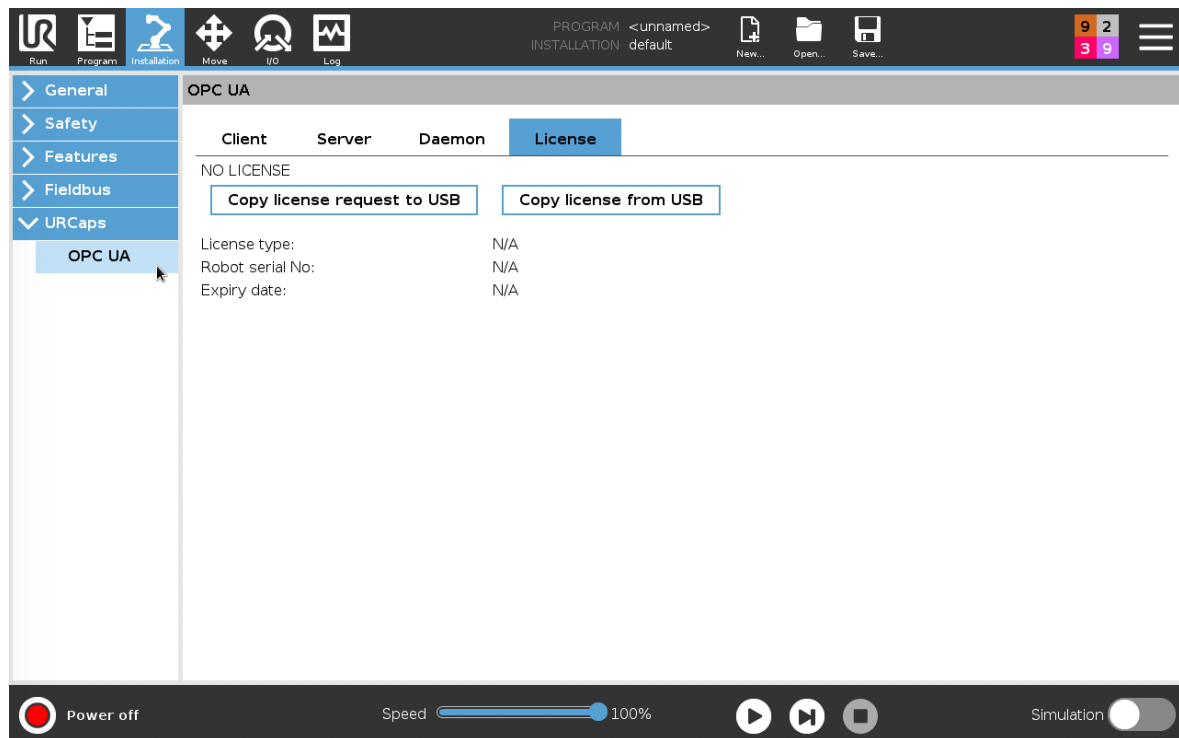 PROGRAM <unnamed>
INSTALLATION default
9 2
3 9
Run Program Installation Move I/O Log New... Open... Save...
General
Safety
Features
Fieldbus
URCaps
OPC UA
OPC UA
Client Server Daemon License
NO LICENSE
Copy license request to USB Copy license from USB
License type: N/A
Robot serial No: N/A
Expiry date: N/A
Power off Speed 100% Simulation